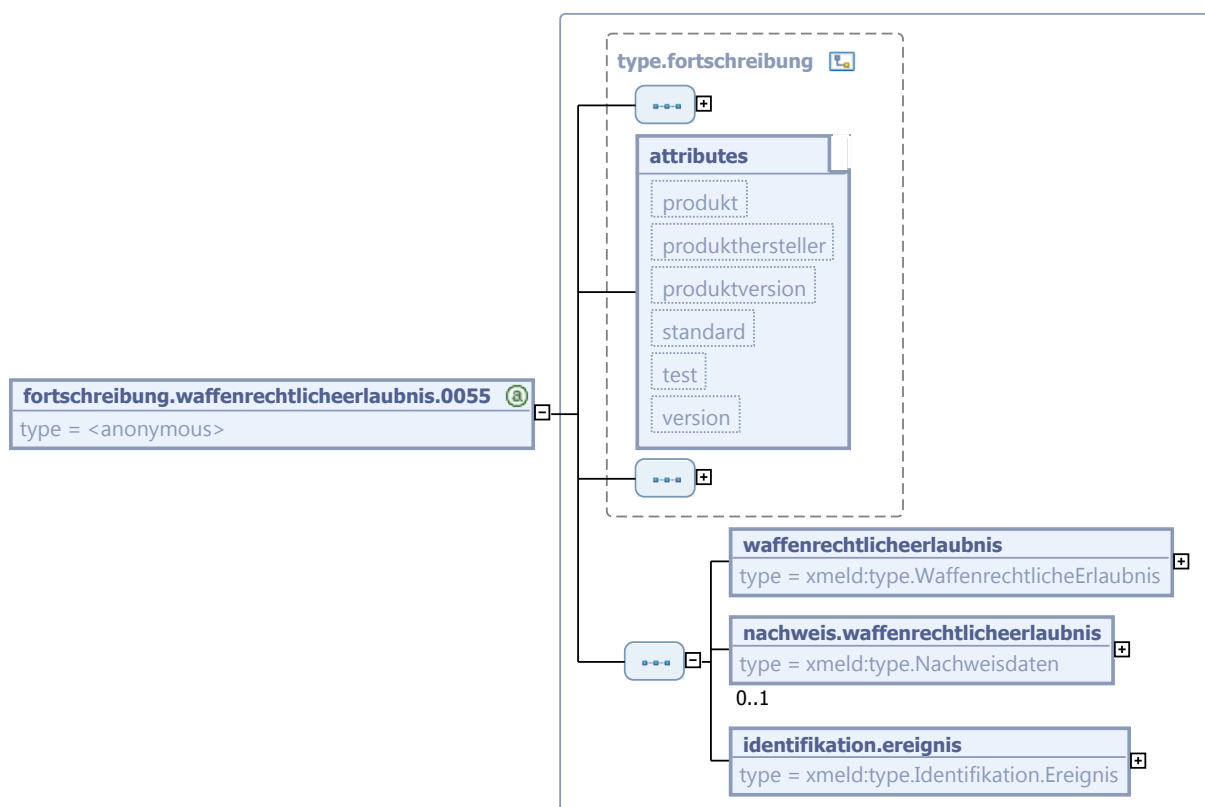 type.fortschreibung
attributes
produkt
produkthersteller
produktversion
standard
test
version
fortschreibung.waffenrechtlicheerlaubnis.0055 a
type = <anonymous>
waffenrechtlicheerlaubnis
type = xmeld:type.WaffenrechtlicheErlaubnis
nachweis.waffenrechtlicheerlaubnis
type = xmeld:type.Nachweisdaten
0..1
identifikation.ereignis
type = xmeld:type.Identifikation.Ereignis